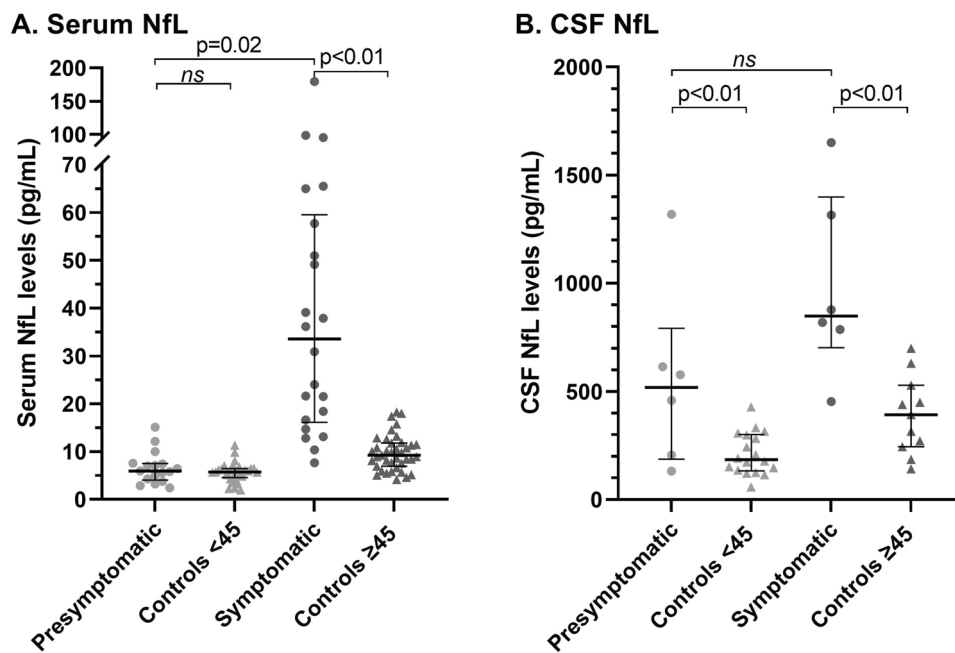 A. Serum NfL
p=0.02
p<0.01
ns
Serum NfL levels (pg/mL)
200
150
100
70
60
50
40
30
20
10
0
Presymptomatic
Controls <45
Symptomatic
Controls ≥45
B. CSF NfL
ns
p<0.01
p<0.01
CSF NfL levels (pg/mL)
2000
1500
1000
500
0
Presymptomatic
Controls <45
Symptomatic
Controls ≥45